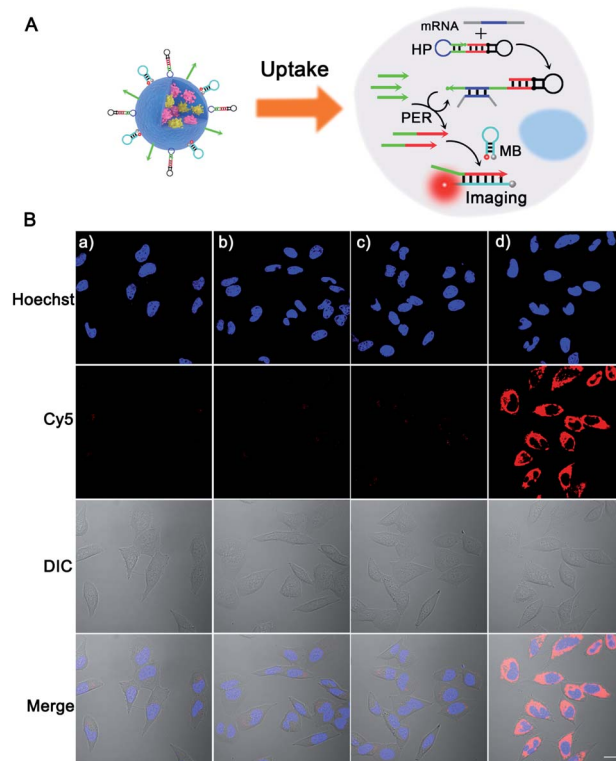 A
Uptake
mRNA
+
HP
PER
MB
Imaging
B
a) b) c) d)
Hoechst
Cy5
DIC
Merge